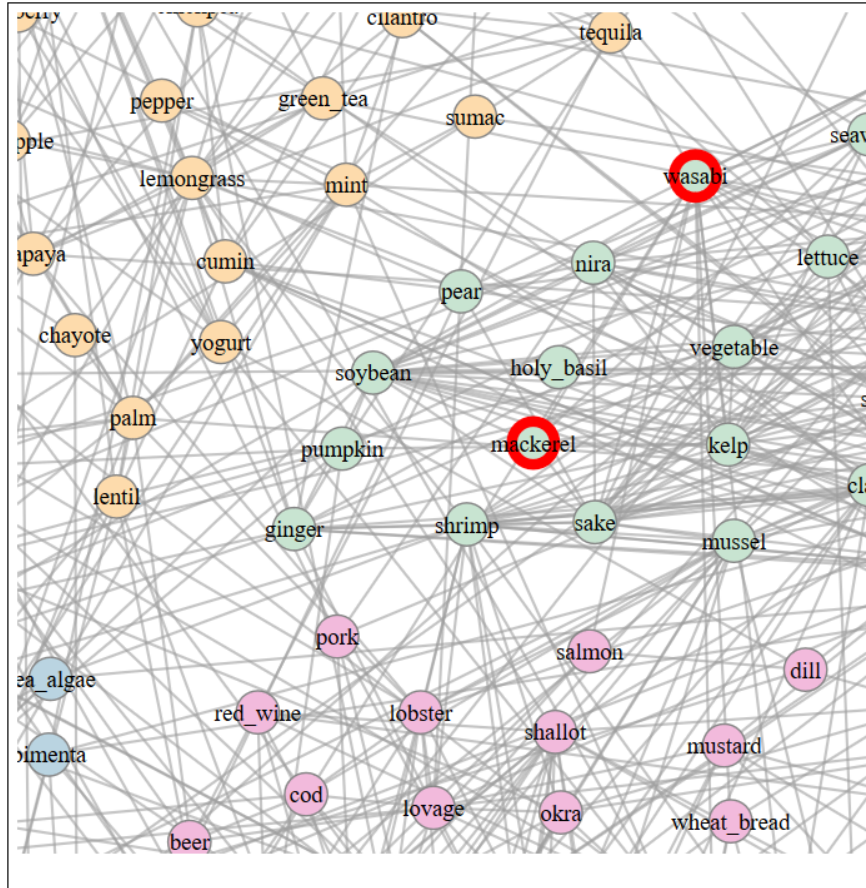 cilantro
tequila
pepper
green_tea
sumac
lemongrass
mint
wasabi
cumin
nira
lettuce
pear
chayote
yogurt
vegetable
soybean
holy_basil
palm
pumpkin
mackerel
kelp
lentil
ginger
shrimp
sake
mussel
pork
salmon
dill
ea_algae
red_wine
lobster
shallot
mustard
pimenta
cod
lovage
okra
wheat_bread
beer